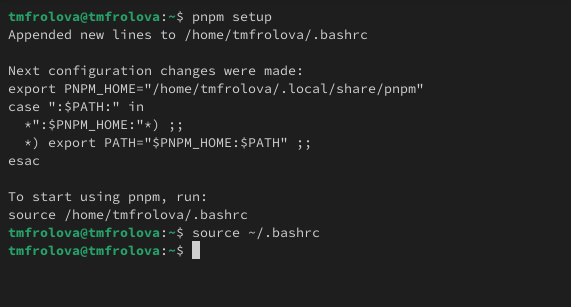 tmfrolova@tmfrolova:~$ pnpm setup
Appended new lines to /home/tmfrolova/.bashrc

Next configuration changes were made:
export PNPM_HOME="/home/tmfrolova/.local/share/pnpm"
case ":$PATH:" in
  *":$PNPM_HOME:"*) ;;
  *) export PATH="$PNPM_HOME:$PATH" ;;
esac

To start using pnpm, run:
source /home/tmfrolova/.bashrc
tmfrolova@tmfrolova:~$ source ~/.bashrc
tmfrolova@tmfrolova:~$